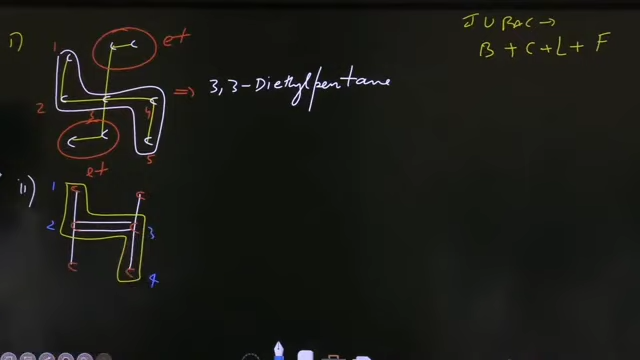 IUPAC →
B + C + L + F
i)
1
C - C
et
C
C
C
C
2
3
4
⇒ 3,3-Diethylpentane
C - C
C
5
et
ii)
1
C
C
2
C
C
3
C
C
4